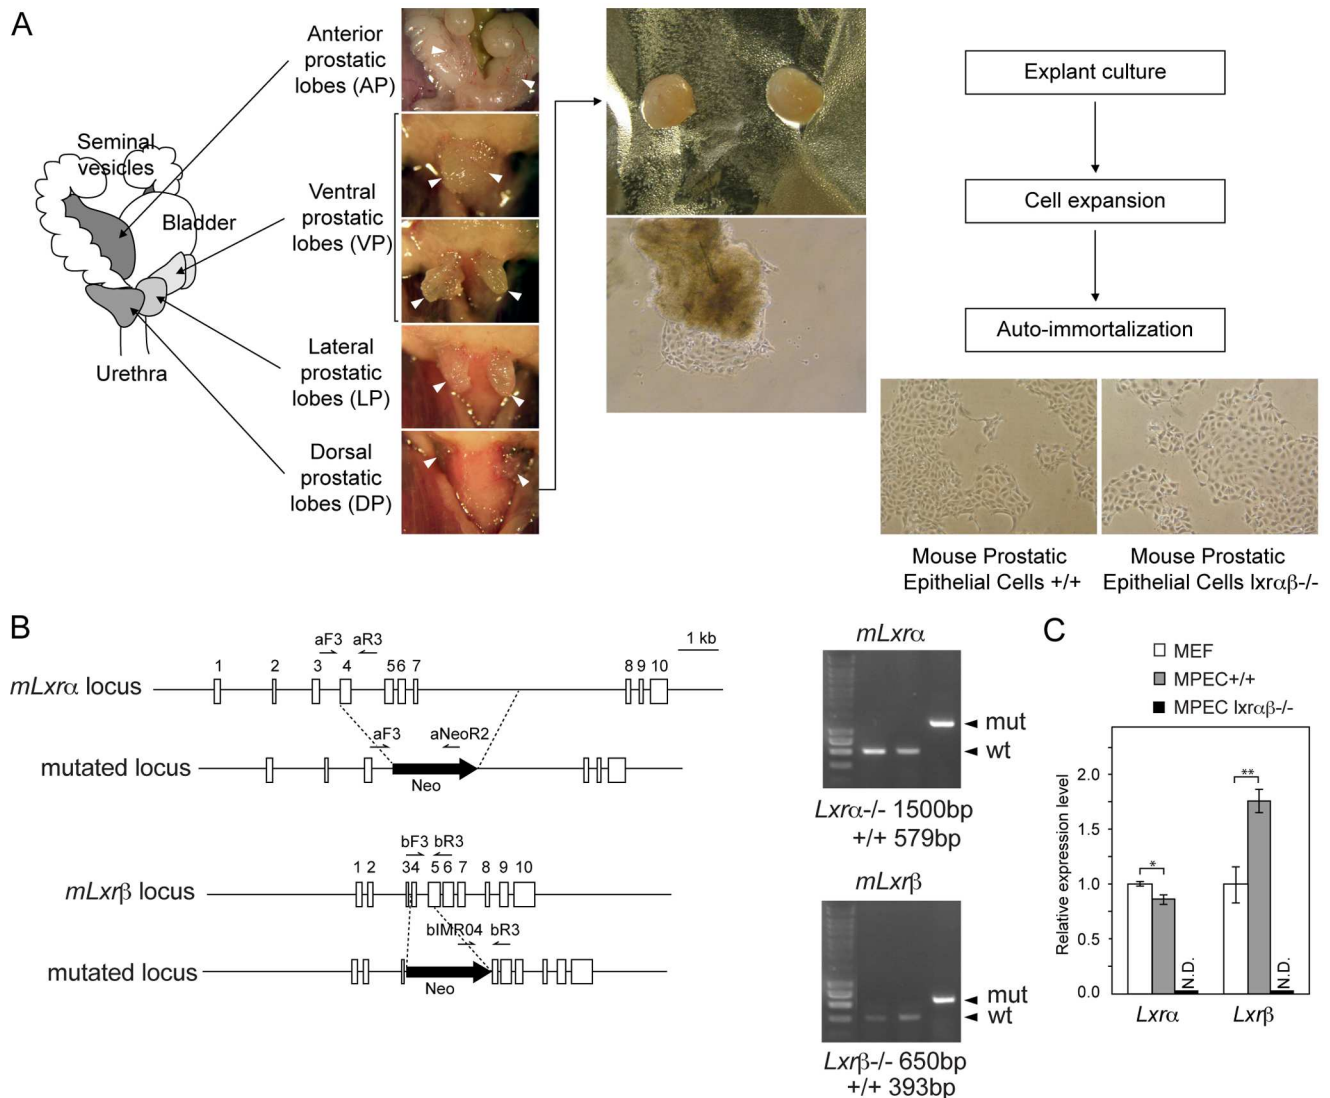 A
Anterior
prostatic
lobes (AP)
Seminal
vesicles
Bladder
Ventral
prostatic
lobes (VP)
Lateral
prostatic
lobes (LP)
Urethra
Dorsal
prostatic
lobes (DP)
Explant culture
Cell expansion
Auto-immortalization
Mouse Prostatic
Epithelial Cells +/+
Mouse Prostatic
Epithelial Cells lxrαβ-/-
B
aF3 aR3
1 kb
1 2 3 4 5 6 7 8 9 10
mLxrα locus
aF3 aNeoR2
mutated locus
Neo
bF3 bR3
1 2 3 4 5 6 7 8 9 10
mLxrβ locus
bIMR04 bR3
mutated locus
Neo
mLxrα
mut
wt
Lxrα-/- 1500bp
+/+ 579bp
mLxrβ
mut
wt
Lxrβ-/- 650bp
+/+ 393bp
C
MEF
MPEC+/+
MPEC lxrαβ-/-
Relative expression level
2.0
1.5
1.0
0.5
0.0
*
**
N.D.
N.D.
Lxrα
Lxrβ